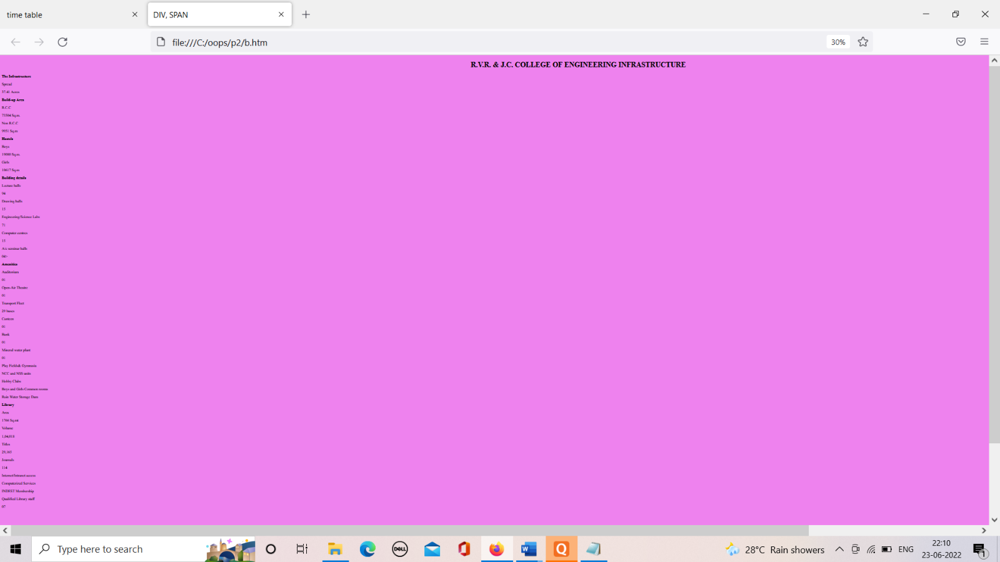 time table
DIV, SPAN
file:///C:/oops/p2/b.htm
30%
R.V.R. & J.C. COLLEGE OF ENGINEERING INFRASTRUCTURE
The Infrastructure
Spread
37.41 Acres
Build-up Area
R.C.C
75504 Sq.m
Non R.C.C
9951 Sq.m
Hostels
Boys
19080 Sq.m
Girls
10617 Sq.m
Building details
Lecture halls
94
Drawing halls
15
Engineering/Science Labs
71
Computer centres
15
A/c seminar halls
04>
Amenities
Auditorium
01
Open-Air Theatre
01
Transport Fleet
29 buses
Canteen
01
Bank
01
Mineral water plant
01
Play Fields& Gymnasia
NCC and NSS units
Hobby Clubs
Boys and Girls Common rooms
Rain Water Storage Dam
Library
Area
1766 Sq.mt
Volume
1,04,018
Titles
29,165
Journals
114
Internet/Intranet access
Computerized Services
INDEST Membership
Qualified Library staff
07
Type here to search
DELL
W
Q
28°C Rain showers
ENG
22:10
23-06-2022
1